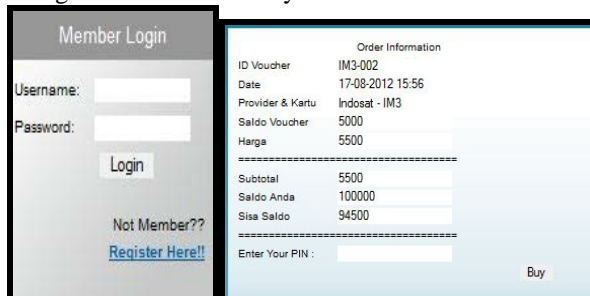 Member Login
Username:
Password:
Login
Not Member??
Register Here!!
Order Information
ID Voucher IM3-002
Date 17-08-2012 15:56
Provider & Kartu Indosat - IM3
Saldo Voucher 5000
Harga 5500
====================================
Subtotal 5500
Saldo Anda 100000
Sisa Saldo 94500
====================================
Enter Your PIN :
Buy